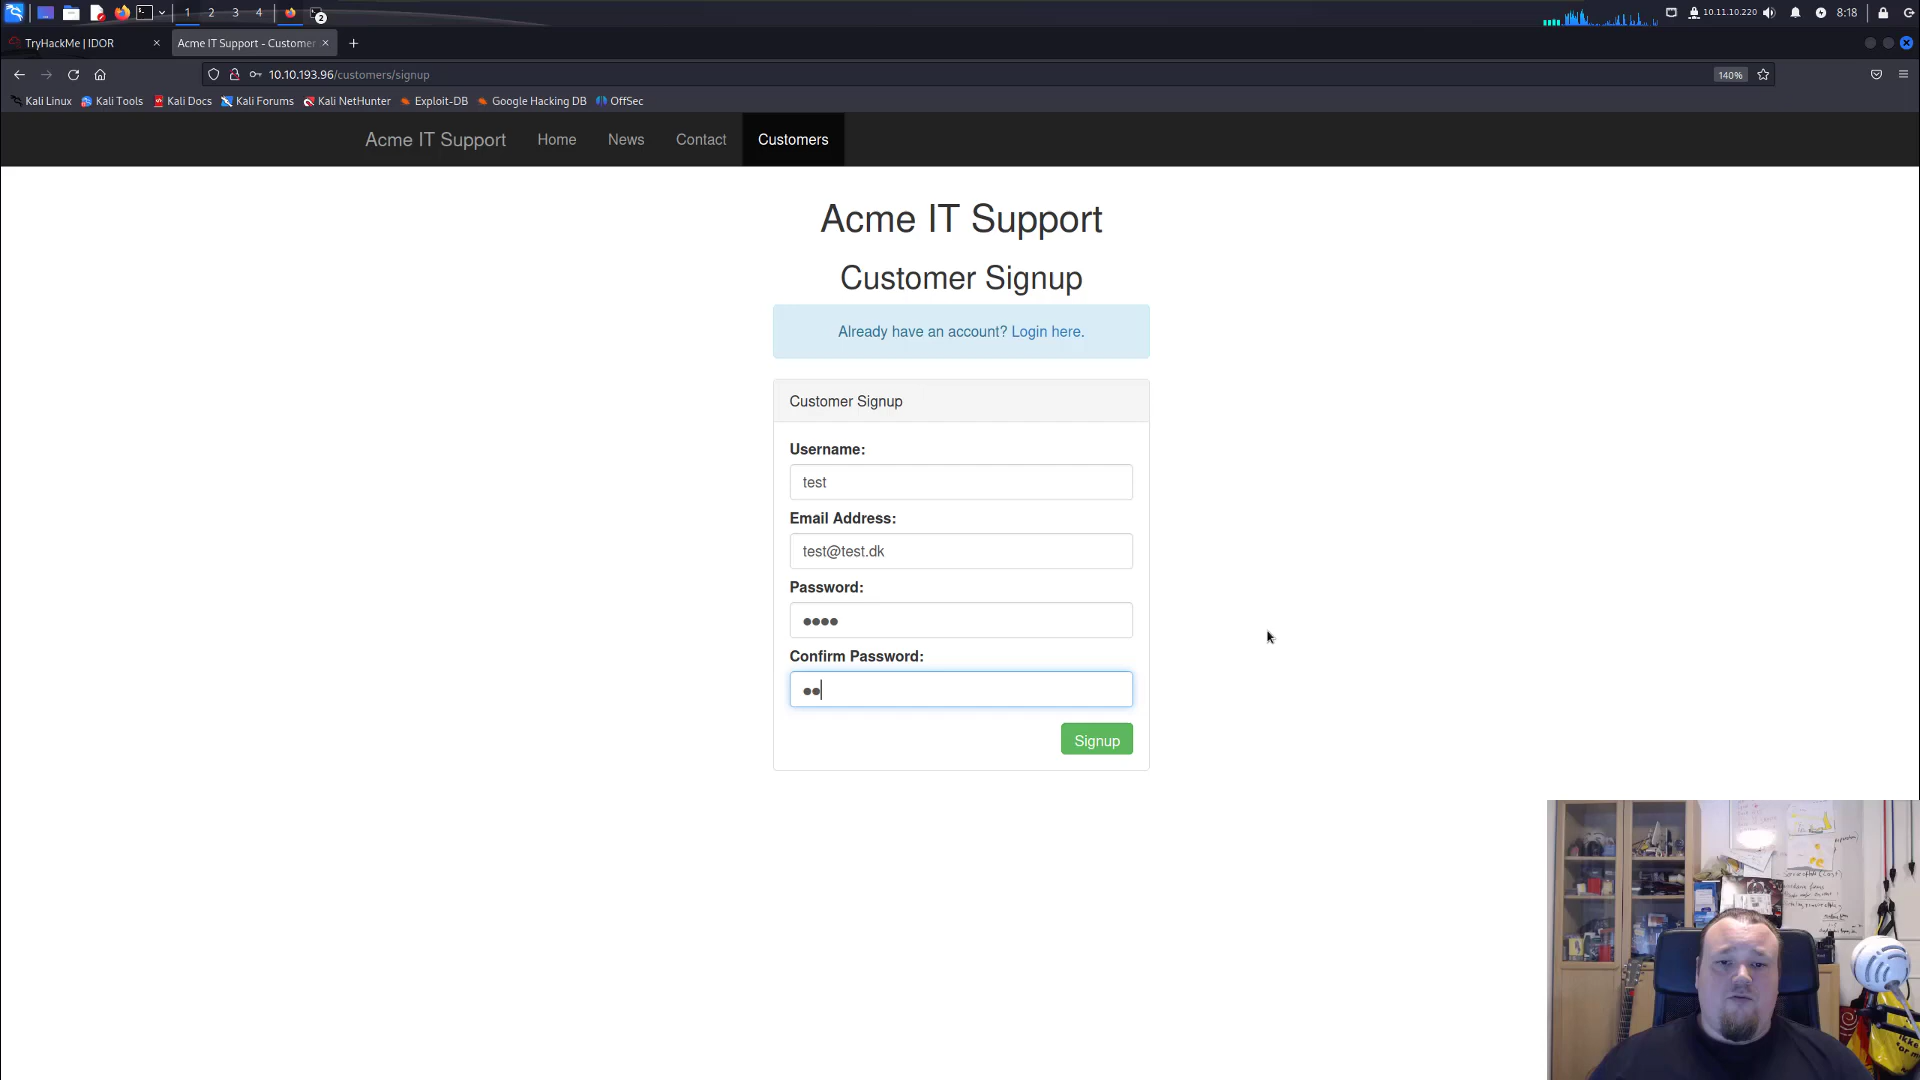 1 2 3 4 2 10.11.10.220 8:18
TryHackMe | IDOR Acme IT Support - Customer
10.10.193.96/customers/signup 140%
Kali Linux Kali Tools Kali Docs Kali Forums Kali NetHunter Exploit-DB Google Hacking DB OffSec
Acme IT Support Home News Contact Customers
Acme IT Support
Customer Signup
Already have an account? Login here.
Customer Signup
Username:
test
Email Address:
test@test.dk
Password:
••••
Confirm Password:
••
Signup